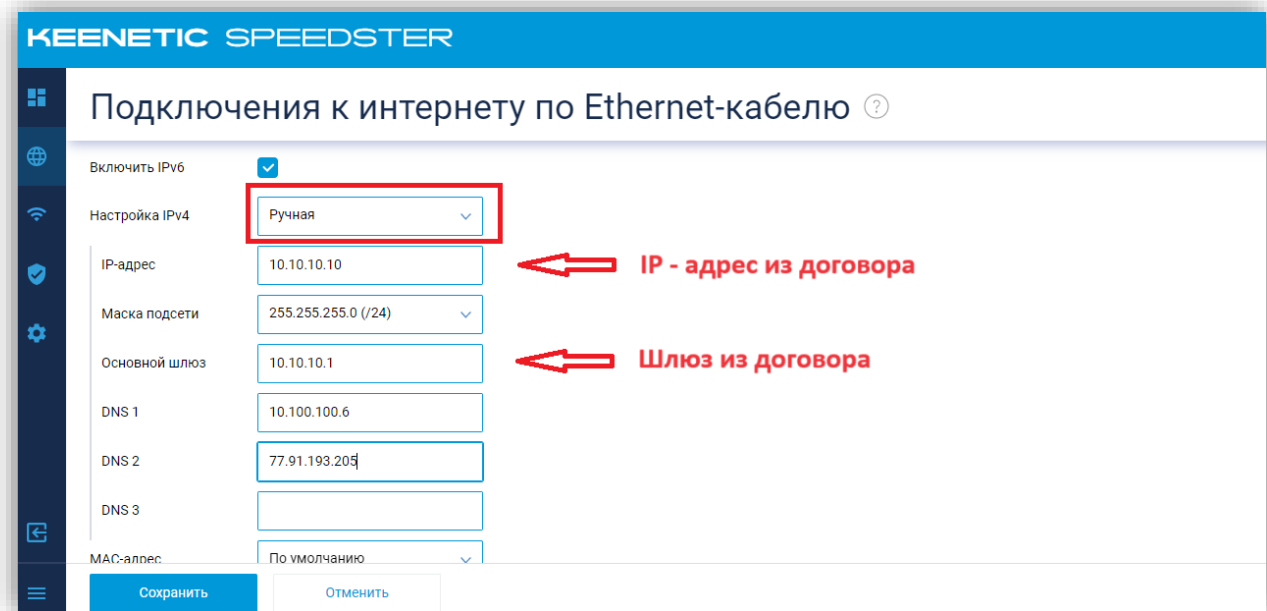 KEENETIC SPEEDSTER
Подключения к интернету по Ethernet-кабелю ?
Включить IPv6
Настройка IPv4 Ручная
IP-адрес 10.10.10.10 IP - адрес из договора
Маска подсети 255.255.255.0 (/24)
Основной шлюз 10.10.10.1 Шлюз из договора
DNS 1 10.100.100.6
DNS 2 77.91.193.205
DNS 3
MAC-адрес По умолчанию
Сохранить Отменить